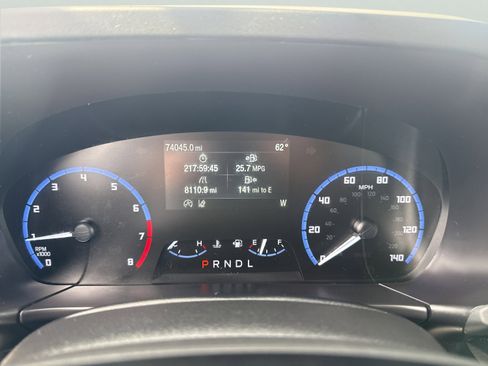 74045.0 mi 62°
217:59:45 25.7 MPG
8110.9 mi 141 mi to E
W
0 1 2 3 4 5 6 7 8
RPM
x1000
0 20 40 60 80 100 120 140
MPH
H E F
P R N D L